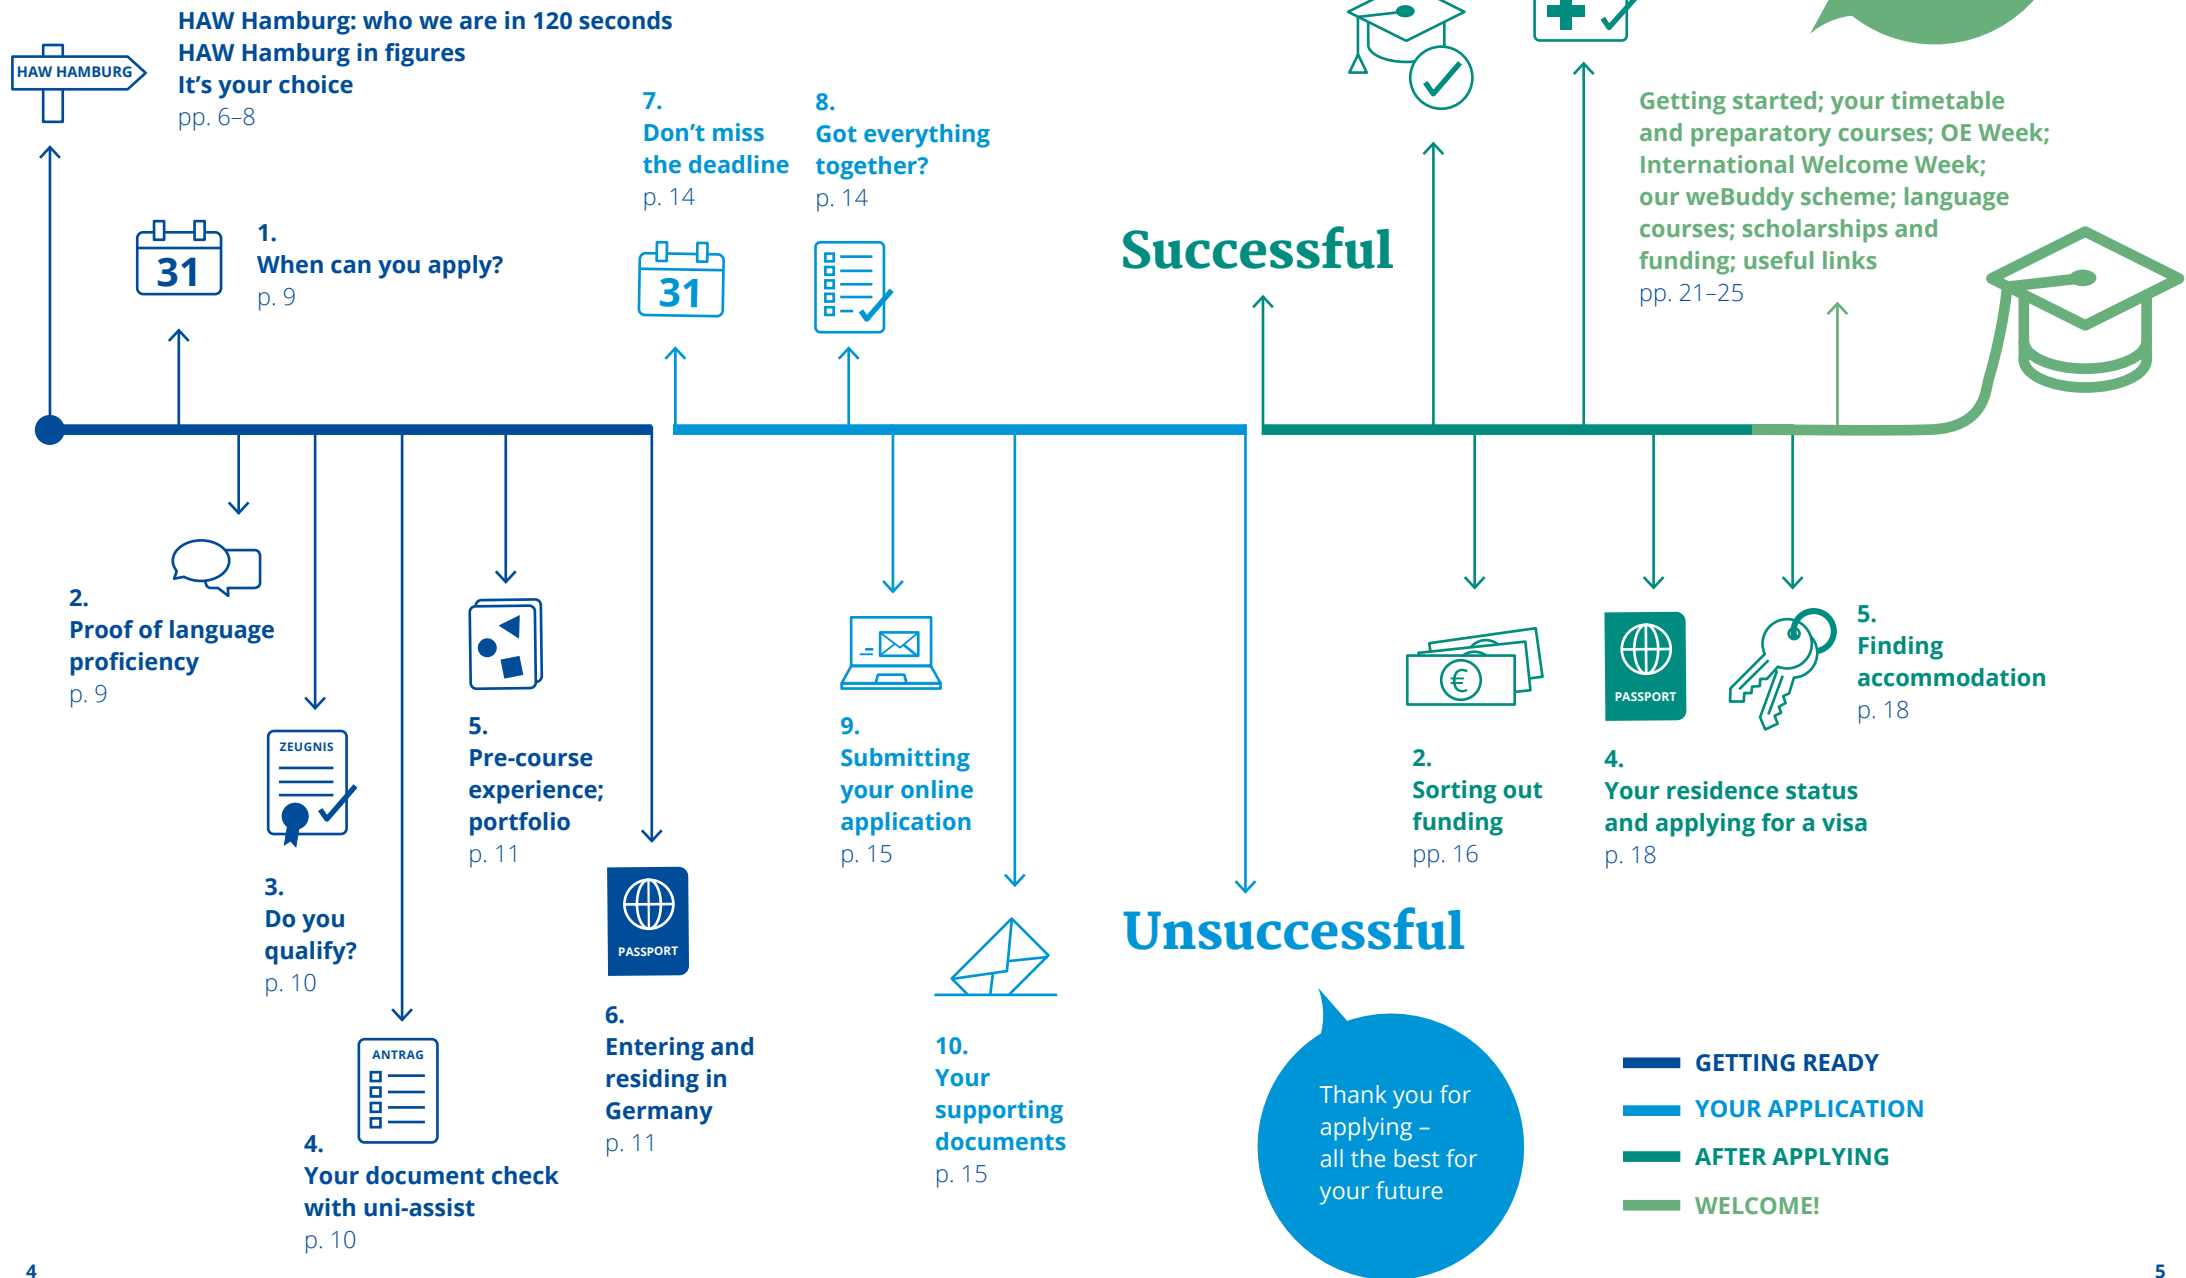 HAW Hamburg: who we are in 120 seconds
HAW Hamburg in figures
It's your choice
pp. 6–8
HAW HAMBURG
31
1.
When can you apply?
p. 9
2.
Proof of language
proficiency
p. 9
ZEUGNIS
3.
Do you
qualify?
p. 10
ANTRAG
4.
Your document check
with uni-assist
p. 10
5.
Pre-course
experience;
portfolio
p. 11
PASSPORT
6.
Entering and
residing in
Germany
p. 11
7.
Don't miss
the deadline
p. 14
31
8.
Got everything
together?
p. 14
9.
Submitting
your online
application
p. 15
10.
Your
supporting
documents
p. 15
Successful
Unsuccessful
Thank you for
applying –
all the best for
your future
€
2.
Sorting out
funding
pp. 16
PASSPORT
4.
Your residence status
and applying for a visa
p. 18
5.
Finding
accommodation
p. 18
Getting started; your timetable
and preparatory courses; OE Week;
International Welcome Week;
our weBuddy scheme; language
courses; scholarships and
funding; useful links
pp. 21–25
GETTING READY
YOUR APPLICATION
AFTER APPLYING
WELCOME!
4
5